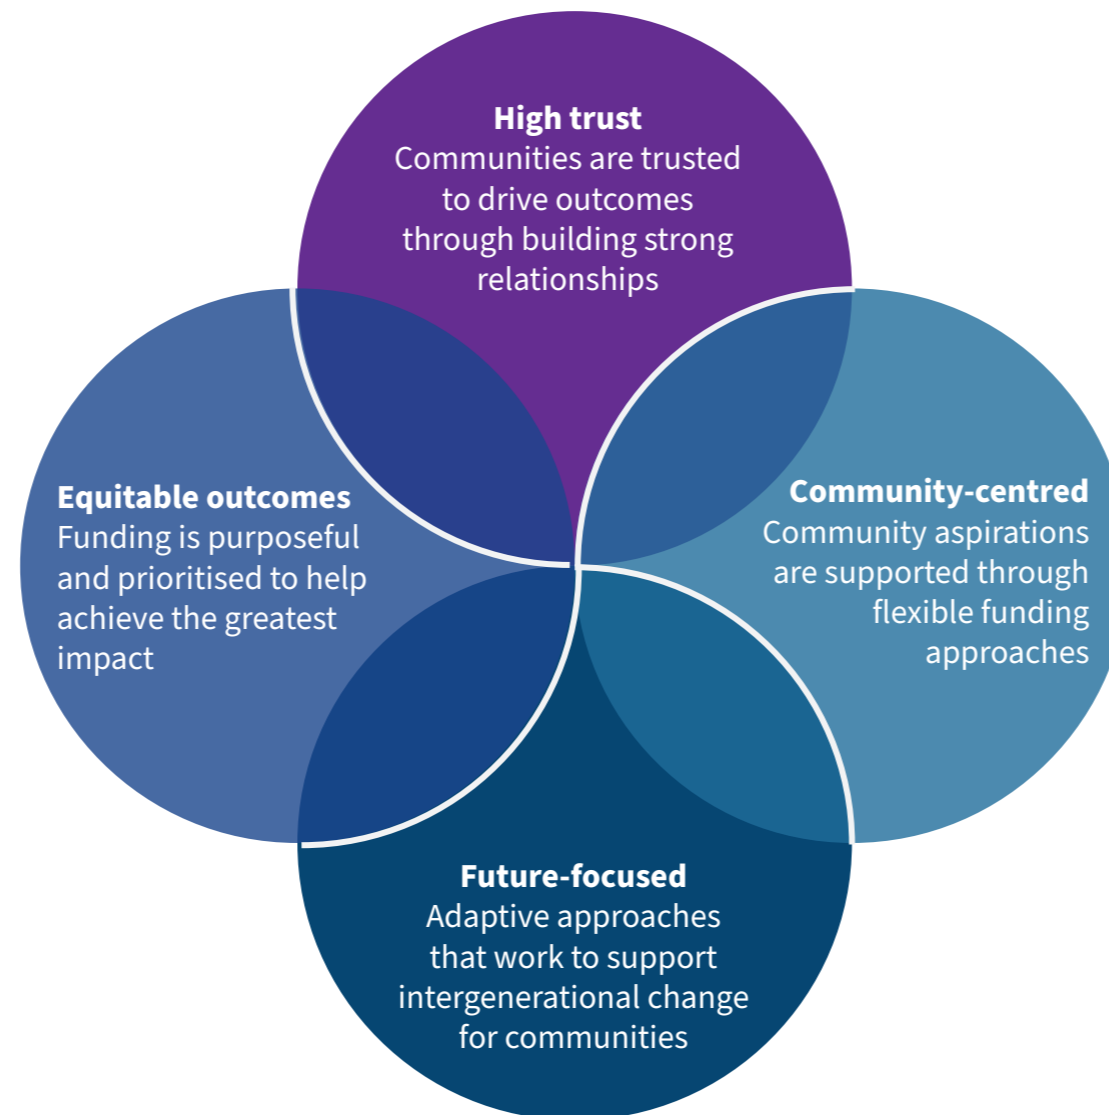 High trust
Communities are trusted
to drive outcomes
through building strong
relationships
Equitable outcomes
Funding is purposeful
and prioritised to help
achieve the greatest
impact
Community-centred
Community aspirations
are supported through
flexible funding
approaches
Future-focused
Adaptive approaches
that work to support
intergenerational change
for communities